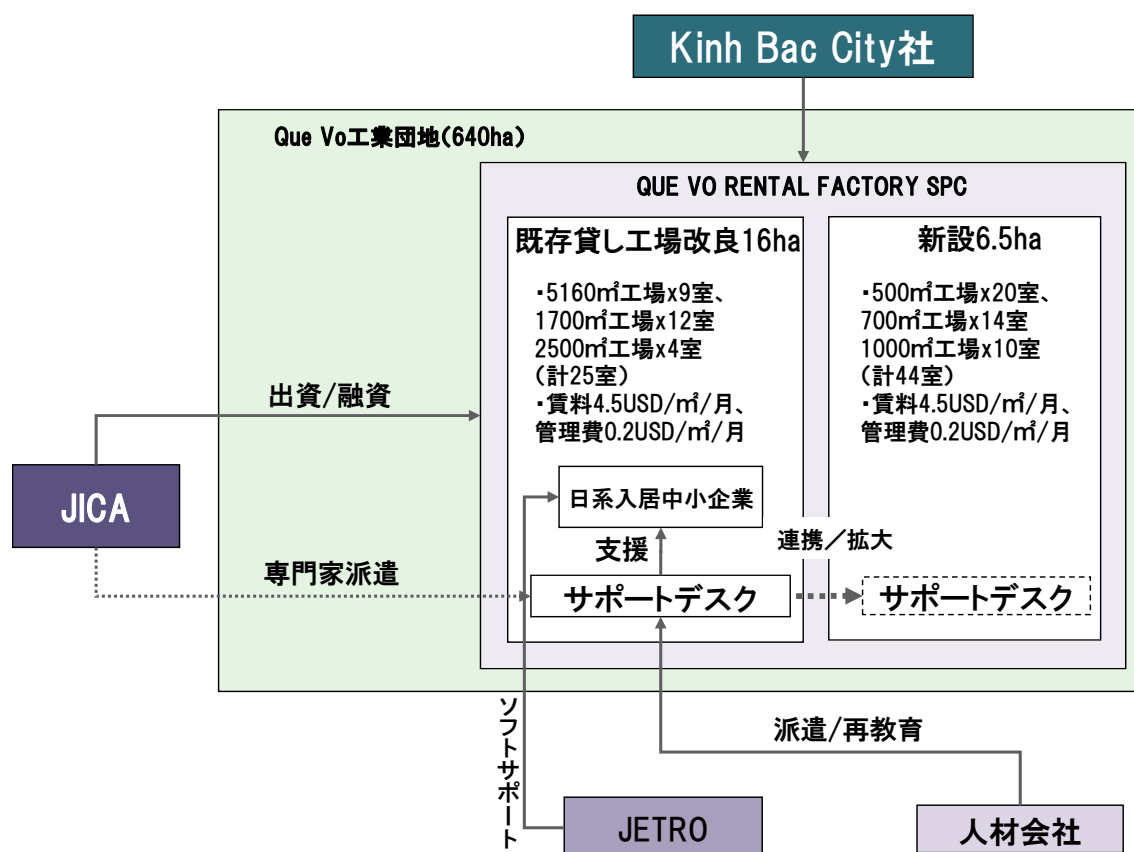 Kinh Bac City社
Que Vo工業団地(640ha)
QUE VO RENTAL FACTORY SPC
既存貸し工場改良16ha
・5160㎡工場x9室、
1700㎡工場x12室
2500㎡工場x4室
(計25室)
・賃料4.5USD/㎡/月、
管理費0.2USD/㎡/月
新設6.5ha
・500㎡工場x20室、
700㎡工場x14室
1000㎡工場x10室
(計44室)
・賃料4.5USD/㎡/月、
管理費0.2USD/㎡/月
出資/融資
JICA
日系入居中小企業
支援
連携／拡大
専門家派遣
サポートデスク
サポートデスク
ソフトサポート
派遣/再教育
JETRO
人材会社